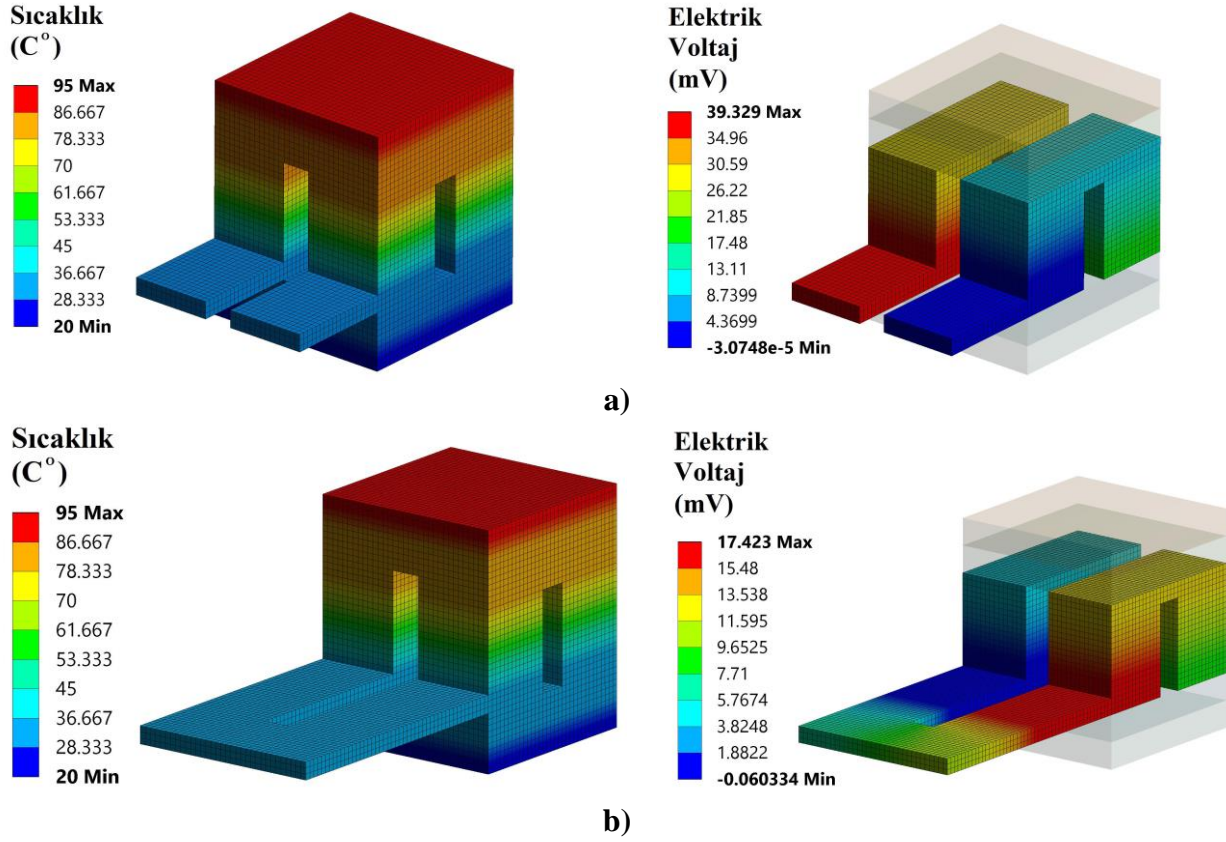 Sıcaklık
(C°)
95 Max
86.667
78.333
70
61.667
53.333
45
36.667
28.333
20 Min
Elektrik
Voltaj
(mV)
39.329 Max
34.96
30.59
26.22
21.85
17.48
13.11
8.7399
4.3699
-3.0748e-5 Min
a)
Sıcaklık
(C°)
95 Max
86.667
78.333
70
61.667
53.333
45
36.667
28.333
20 Min
Elektrik
Voltaj
(mV)
17.423 Max
15.48
13.538
11.595
9.6525
7.71
5.7674
3.8248
1.8822
-0.060334 Min
b)